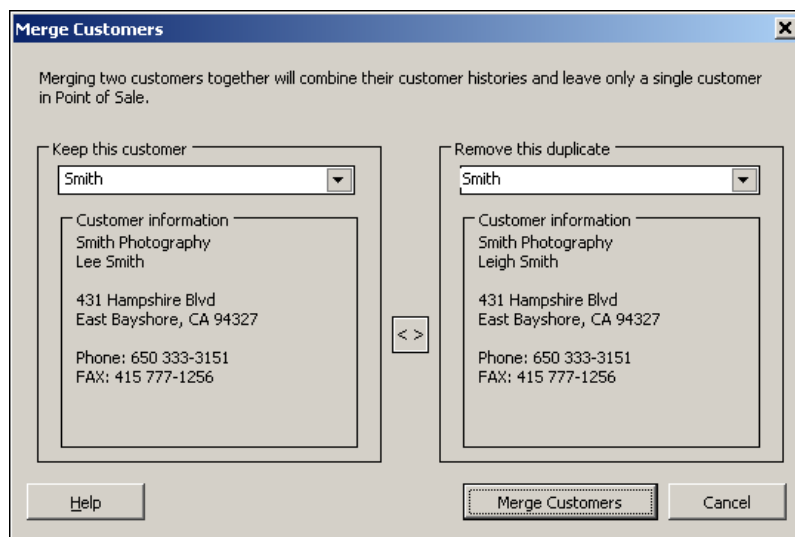 Merge Customers
Merging two customers together will combine their customer histories and leave only a single customer
in Point of Sale.
Keep this customer
Smith
Customer information
Smith Photography
Lee Smith
431 Hampshire Blvd
East Bayshore, CA 94327
Phone: 650 333-3151
FAX: 415 777-1256
< >
Remove this duplicate
Smith
Customer information
Smith Photography
Leigh Smith
431 Hampshire Blvd
East Bayshore, CA 94327
Phone: 650 333-3151
FAX: 415 777-1256
Help
Merge Customers
Cancel